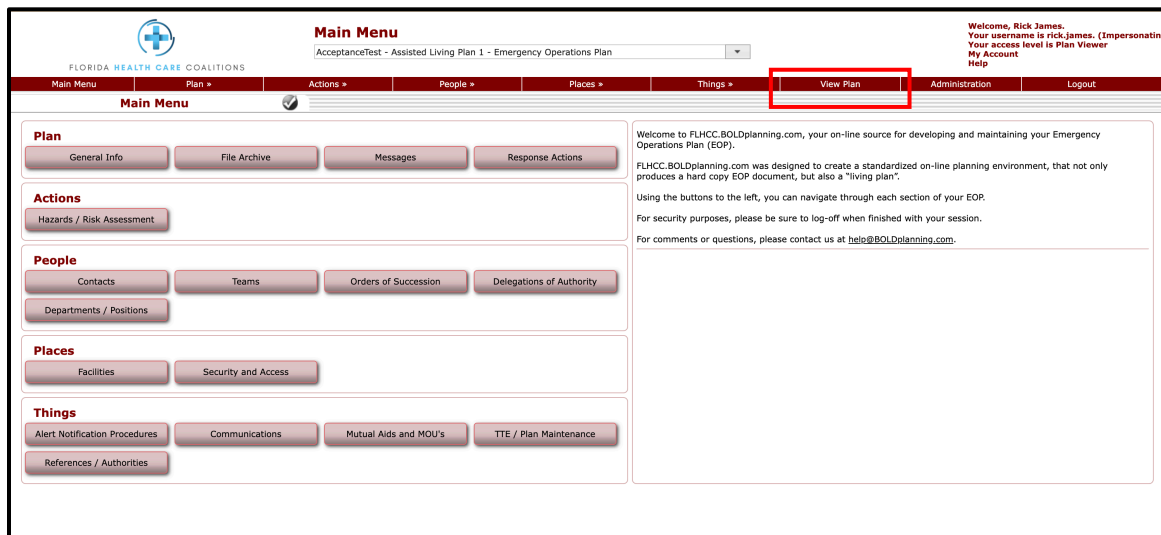 FLORIDA HEALTH CARE COALITIONS
Main Menu
AcceptanceTest - Assisted Living Plan 1 - Emergency Operations Plan
Welcome, Rick James.
Your username is rick.james. (Impersonatin
Your access level is Plan Viewer
My Account
Help
Main Menu Plan » Actions » People » Places » Things » View Plan Administration Logout
Main Menu
Plan
General Info File Archive Messages Response Actions
Actions
Hazards / Risk Assessment
People
Contacts Teams Orders of Succession Delegations of Authority
Departments / Positions
Places
Facilities Security and Access
Things
Alert Notification Procedures Communications Mutual Aids and MOU's TTE / Plan Maintenance
References / Authorities
Welcome to FLHCC.BOLDplanning.com, your on-line source for developing and maintaining your Emergency
Operations Plan (EOP).
FLHCC.BOLDplanning.com was designed to create a standardized on-line planning environment, that not only
produces a hard copy EOP document, but also a “living plan”.
Using the buttons to the left, you can navigate through each section of your EOP.
For security purposes, please be sure to log-off when finished with your session.
For comments or questions, please contact us at help@BOLDplanning.com.